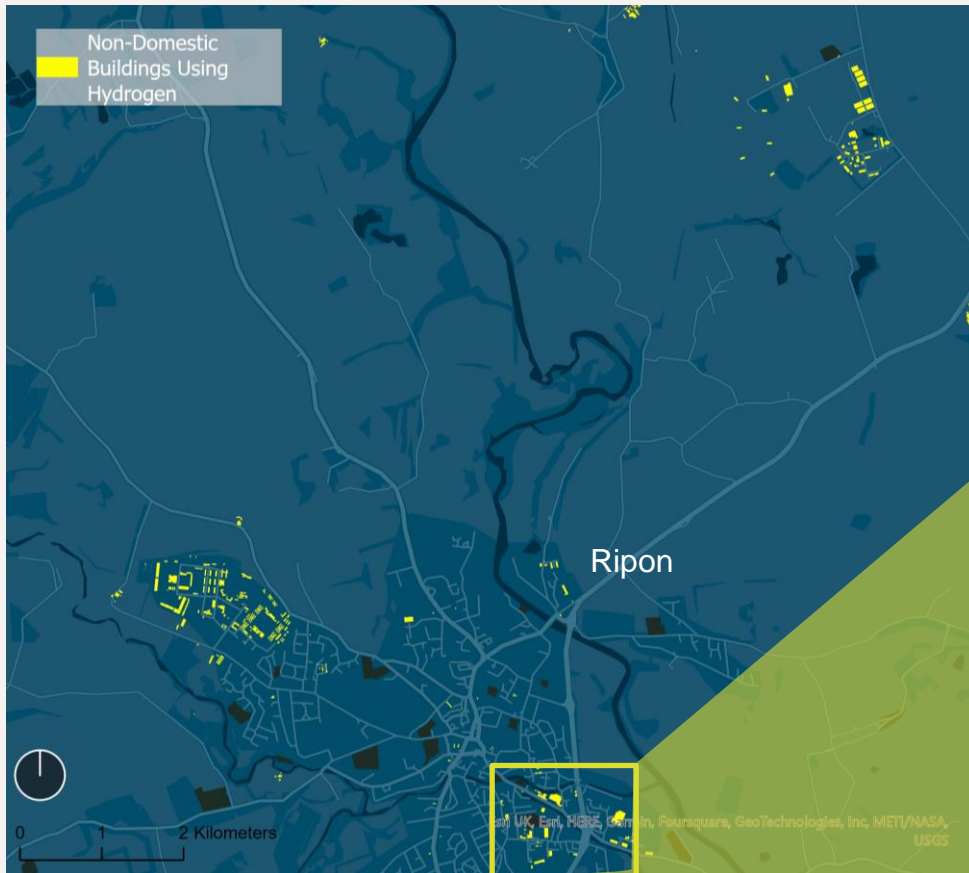 Non-Domestic
Buildings Using
Hydrogen
Ripon
0 1 2 Kilometers
Esri UK, Esri, HERE, Garmin, Foursquare, GeoTechnologies, Inc, METI/NASA,
USGS